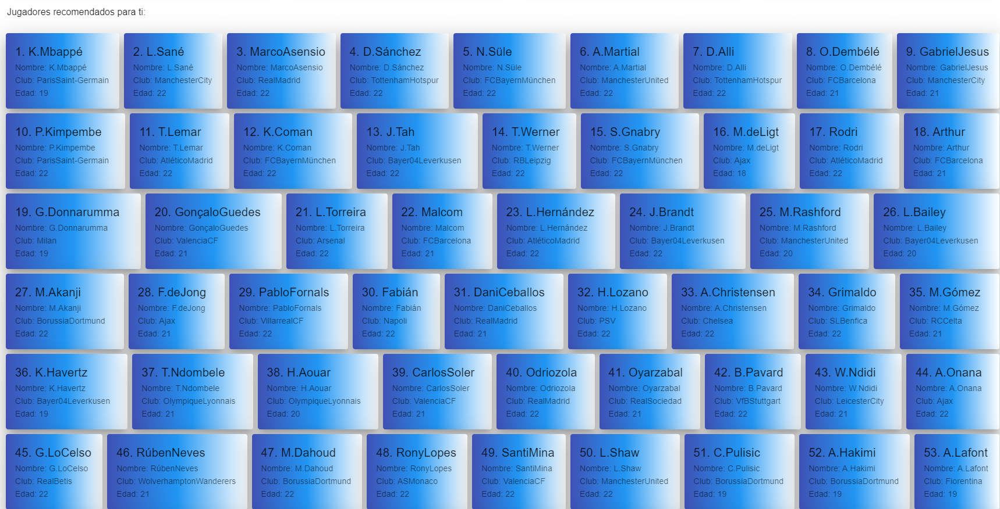 Jugadores recomendados para ti:
1. K.Mbappé
Nombre: K.Mbappé
Club: ParisSaint-Germain
Edad: 19
2. L.Sané
Nombre: L.Sané
Club: ManchesterCity
Edad: 22
3. MarcoAsensio
Nombre: MarcoAsensio
Club: RealMadrid
Edad: 22
4. D.Sánchez
Nombre: D.Sánchez
Club: TottenhamHotspur
Edad: 22
5. N.Süle
Nombre: N.Süle
Club: FCBayernMünchen
Edad: 22
6. A.Martial
Nombre: A.Martial
Club: ManchesterUnited
Edad: 22
7. D.Alli
Nombre: D.Alli
Club: TottenhamHotspur
Edad: 22
8. O.Dembélé
Nombre: O.Dembélé
Club: FCBarcelona
Edad: 21
9. GabrielJesus
Nombre: GabrielJesus
Club: ManchesterCity
Edad: 21
10. P.Kimpembe
Nombre: P.Kimpembe
Club: ParisSaint-Germain
Edad: 22
11. T.Lemar
Nombre: T.Lemar
Club: AtléticoMadrid
Edad: 22
12. K.Coman
Nombre: K.Coman
Club: FCBayernMünchen
Edad: 22
13. J.Tah
Nombre: J.Tah
Club: Bayer04Leverkusen
Edad: 22
14. T.Werner
Nombre: T.Werner
Club: RBLeipzig
Edad: 22
15. S.Gnabry
Nombre: S.Gnabry
Club: FCBayernMünchen
Edad: 22
16. M.deLigt
Nombre: M.deLigt
Club: Ajax
Edad: 18
17. Rodri
Nombre: Rodri
Club: AtléticoMadrid
Edad: 22
18. Arthur
Nombre: Arthur
Club: FCBarcelona
Edad: 21
19. G.Donnarumma
Nombre: G.Donnarumma
Club: Milan
Edad: 19
20. GonçaloGuedes
Nombre: GonçaloGuedes
Club: ValenciaCF
Edad: 21
21. L.Torreira
Nombre: L.Torreira
Club: Arsenal
Edad: 22
22. Malcom
Nombre: Malcom
Club: FCBarcelona
Edad: 21
23. L.Hernández
Nombre: L.Hernández
Club: AtléticoMadrid
Edad: 22
24. J.Brandt
Nombre: J.Brandt
Club: Bayer04Leverkusen
Edad: 22
25. M.Rashford
Nombre: M.Rashford
Club: ManchesterUnited
Edad: 20
26. L.Bailey
Nombre: L.Bailey
Club: Bayer04Leverkusen
Edad: 20
27. M.Akanji
Nombre: M.Akanji
Club: BorussiaDortmund
Edad: 22
28. F.deJong
Nombre: F.deJong
Club: Ajax
Edad: 21
29. PabloFornals
Nombre: PabloFornals
Club: VillarrealCF
Edad: 22
30. Fabián
Nombre: Fabián
Club: Napoli
Edad: 22
31. DaniCeballos
Nombre: DaniCeballos
Club: RealMadrid
Edad: 21
32. H.Lozano
Nombre: H.Lozano
Club: PSV
Edad: 22
33. A.Christensen
Nombre: A.Christensen
Club: Chelsea
Edad: 22
34. Grimaldo
Nombre: Grimaldo
Club: SLBenfica
Edad: 22
35. M.Gómez
Nombre: M.Gómez
Club: RCCelta
Edad: 21
36. K.Havertz
Nombre: K.Havertz
Club: Bayer04Leverkusen
Edad: 19
37. T.Ndombele
Nombre: T.Ndombele
Club: OlympiqueLyonnais
Edad: 21
38. H.Aouar
Nombre: H.Aouar
Club: OlympiqueLyonnais
Edad: 20
39. CarlosSoler
Nombre: CarlosSoler
Club: ValenciaCF
Edad: 21
40. Odriozola
Nombre: Odriozola
Club: RealMadrid
Edad: 22
41. Oyarzabal
Nombre: Oyarzabal
Club: RealSociedad
Edad: 21
42. B.Pavard
Nombre: B.Pavard
Club: VfBStuttgart
Edad: 22
43. W.Ndidi
Nombre: W.Ndidi
Club: LeicesterCity
Edad: 21
44. A.Onana
Nombre: A.Onana
Club: Ajax
Edad: 22
45. G.LoCelso
Nombre: G.LoCelso
Club: RealBetis
Edad: 22
46. RúbenNeves
Nombre: RúbenNeves
Club: WolverhamptonWanderers
Edad: 21
47. M.Dahoud
Nombre: M.Dahoud
Club: BorussiaDortmund
Edad: 22
48. RonyLopes
Nombre: RonyLopes
Club: ASMonaco
Edad: 22
49. SantiMina
Nombre: SantiMina
Club: ValenciaCF
Edad: 22
50. L.Shaw
Nombre: L.Shaw
Club: ManchesterUnited
Edad: 22
51. C.Pulisic
Nombre: C.Pulisic
Club: BorussiaDortmund
Edad: 19
52. A.Hakimi
Nombre: A.Hakimi
Club: BorussiaDortmund
Edad: 19
53. A.Lafont
Nombre: A.Lafont
Club: Fiorentina
Edad: 19